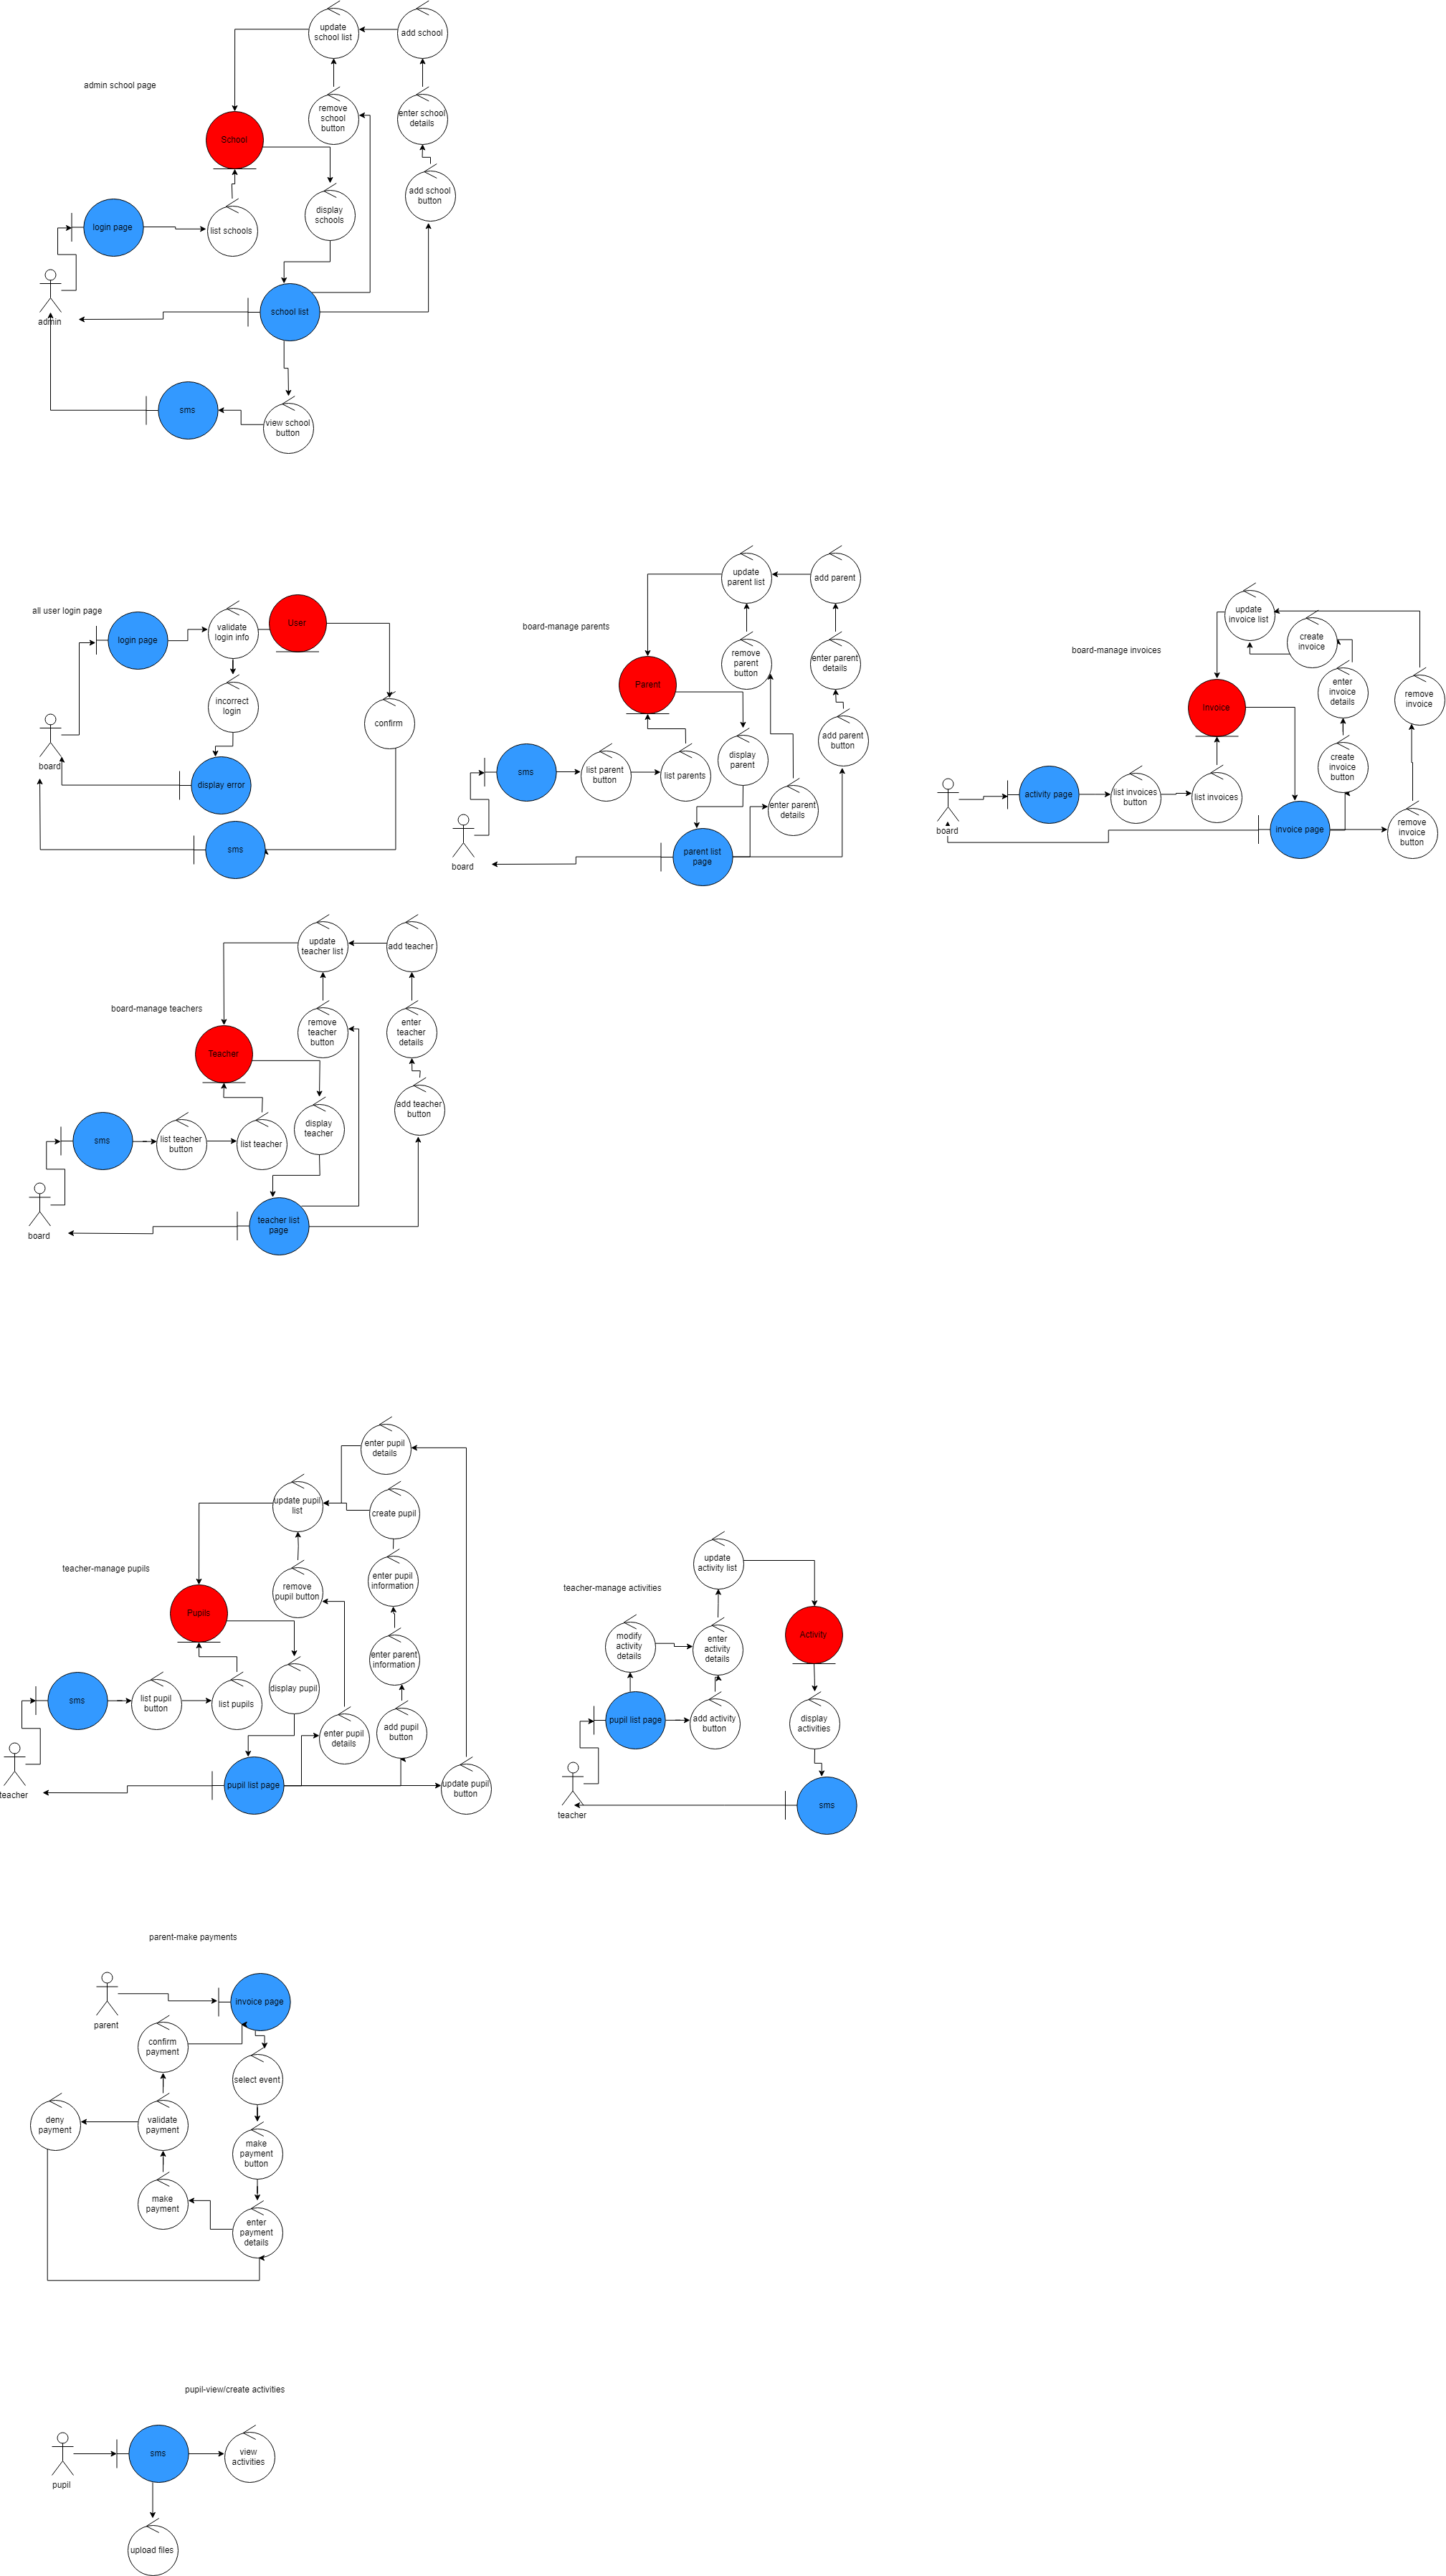 update
school list
add school
admin school page
remove
school
button
enter school
details
School
add school
button
display
schools
login page
list schools
school list
admin
sms
view school
button
update
parent list
add parent
all user login page
login page
validate
login info
User
board-manage parents
remove
parent
button
enter parent
details
update
invoice list
create
invoice
board-manage invoices
incorrect
login
confirm
Parent
enter
invoice
details
remove
invoice
Invoice
board
display error
add parent
button
display
parent
sms
list parent
button
list parents
create
invoice
button
activity page
list invoices
button
list invoices
enter parent
details
board
invoice page
remove
invoice
button
sms
board
parent list
page
update
teacher list
add teacher
board-manage teachers
remove
teacher
button
enter
teacher
details
Teacher
add teacher
button
display
teacher
sms
list teacher
button
list teacher
teacher list
page
board
enter pupil
details
update pupil
list
create pupil
teacher-manage pupils
remove
pupil button
enter pupil
information
Pupils
enter parent
information
display pupil
sms
list pupil
button
list pupils
enter pupil
details
add pupil
button
pupil list page
update pupil
button
teacher
update
activity list
teacher-manage activities
modify
activity
details
enter
activity
details
Activity
pupil list page
add activity
button
display
activities
sms
teacher
parent-make payments
invoice page
parent
confirm
payment
select event
deny
payment
validate
payment
make
payment
button
make
payment
enter
payment
details
pupil-view/create activities
sms
view
activities
pupil
upload files